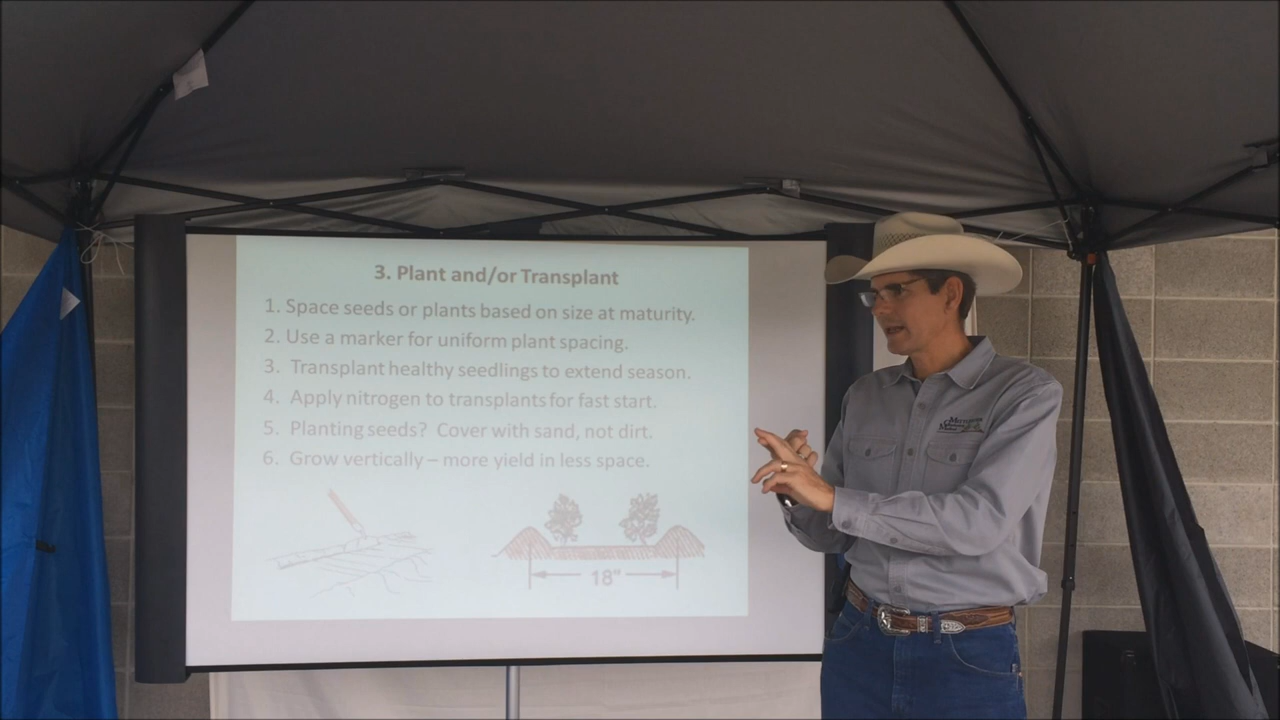 3. Plant and/or Transplant
1. Space seeds or plants based on size at maturity.
2. Use a marker for uniform plant spacing.
3. Transplant healthy seedlings to extend season.
4. Apply nitrogen to transplants for fast start.
5. Planting seeds? Cover with sand, not dirt.
6. Grow vertically – more yield in less space.
18"